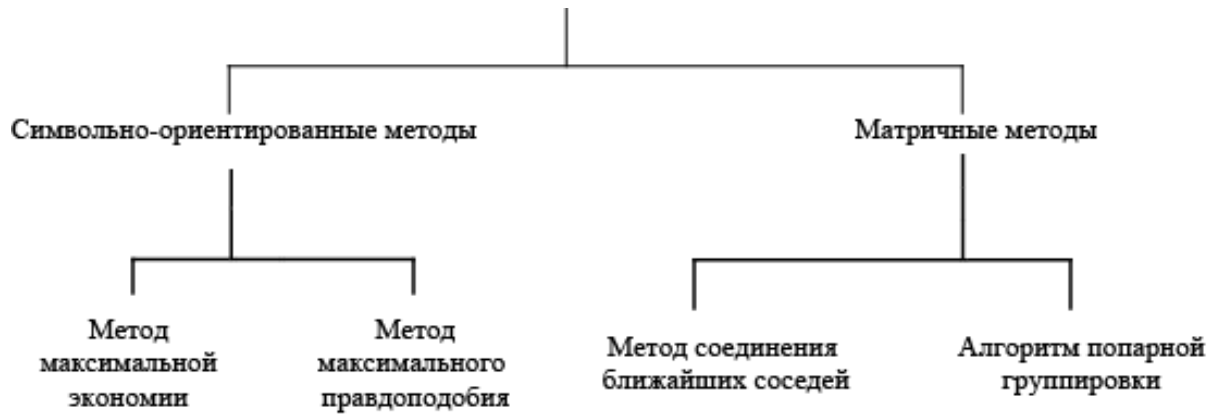 Символьно-ориентированные методы
Матричные методы
Метод
максимальной
экономии
Метод
максимального
правдоподобия
Метод соединения
ближайших соседей
Алгоритм попарной
группировки